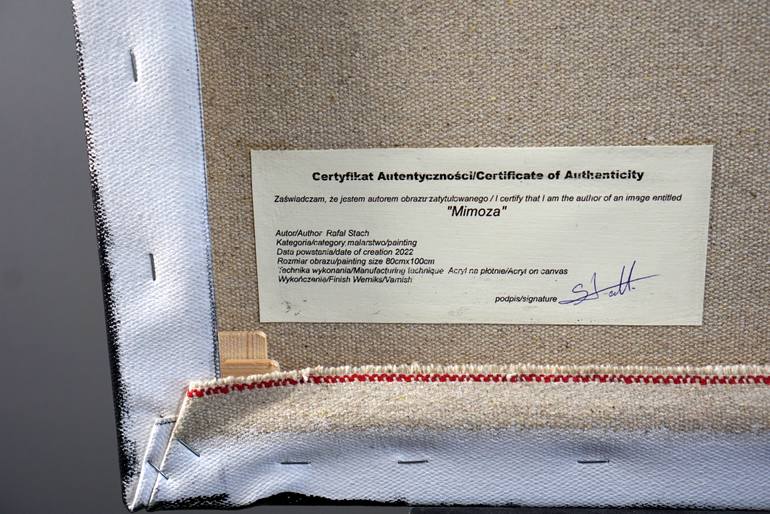 Certyfikat Autentyczności/Certificate of Authenticity
Zaświadczam, że jestem autorem obrazu zatytułowanego / I certify that I am the author of an image entitled
"Mimoza"
Autor/Author Rafał Stach
Kategoria/category malarstwo/painting
Data powstania/date of creation 2022
Rozmiar obrazu/painting size 80cmx100cm
Technika wykonania/Manufacturing technique Acryl na płótnie/Acryl on canvas
Wykończenie/Finish Werniks/Varnish
podpis/signature